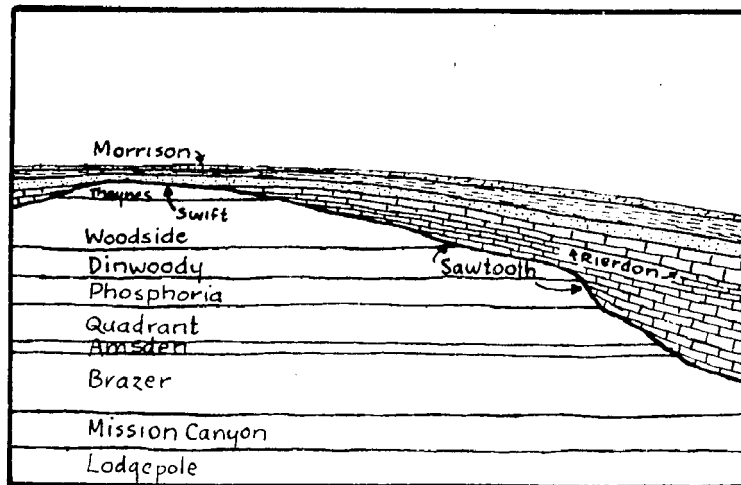 Morrison
Thaynes
Swift
Woodside
Rierdon
Dinwoody
Sawtooth
Phosphoria
Quadrant
Amsden
Brazer
Mission Canyon
Lodgepole